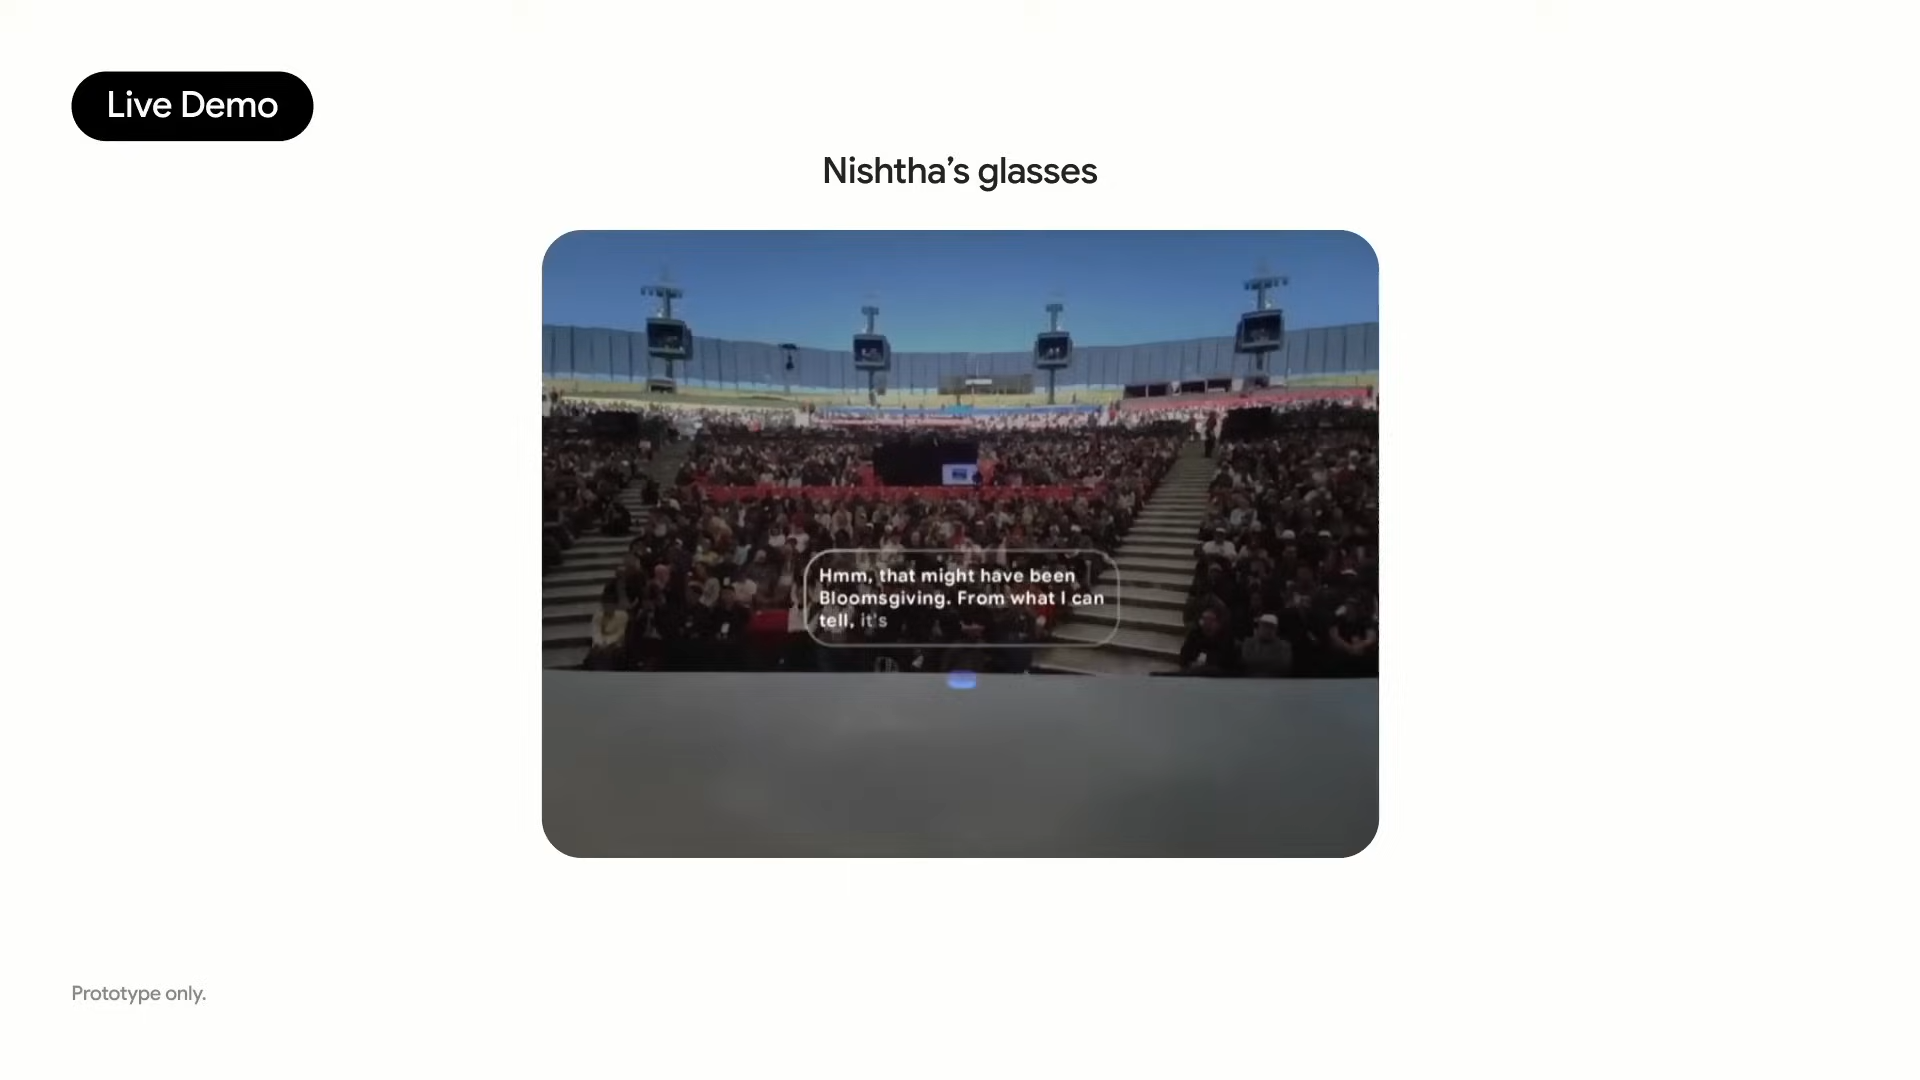 Live Demo
Nishtha’s glasses
Hmm, that might have been
Bloomsgiving. From what I can
tell, it's
Prototype only.